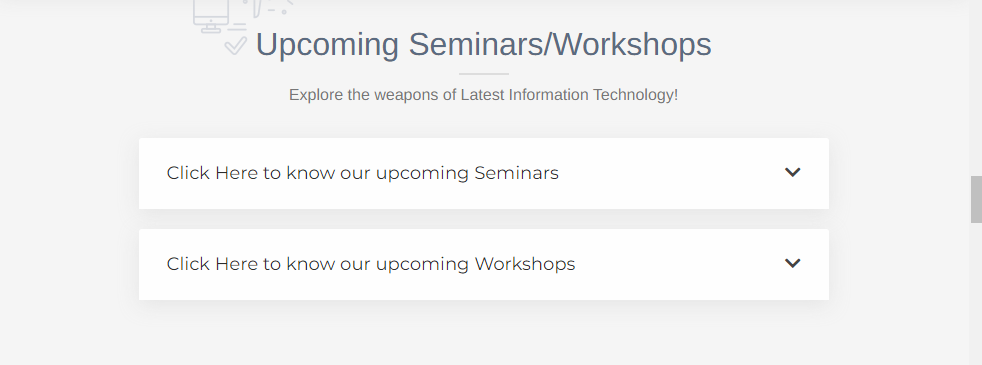 Upcoming Seminars/Workshops
Explore the weapons of Latest Information Technology!
Click Here to know our upcoming Seminars
Click Here to know our upcoming Workshops